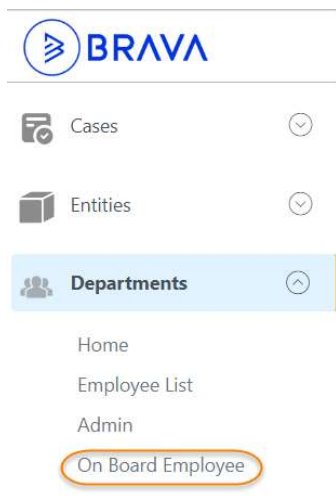 BRAVA
Cases
Entities
Departments
Home
Employee List
Admin
On Board Employee